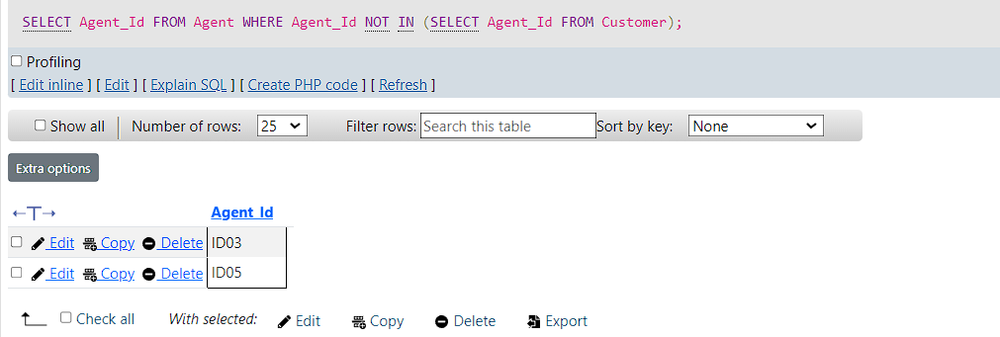 SELECT Agent_Id FROM Agent WHERE Agent_Id NOT IN (SELECT Agent_Id FROM Customer);
Profiling
[ Edit inline ] [ Edit ] [ Explain SQL ] [ Create PHP code ] [ Refresh ]
Show all Number of rows: 25 Filter rows: Search this table Sort by key: None
Extra options
←T→ Agent_Id
Edit Copy Delete ID03
Edit Copy Delete ID05
Check all With selected: Edit Copy Delete Export